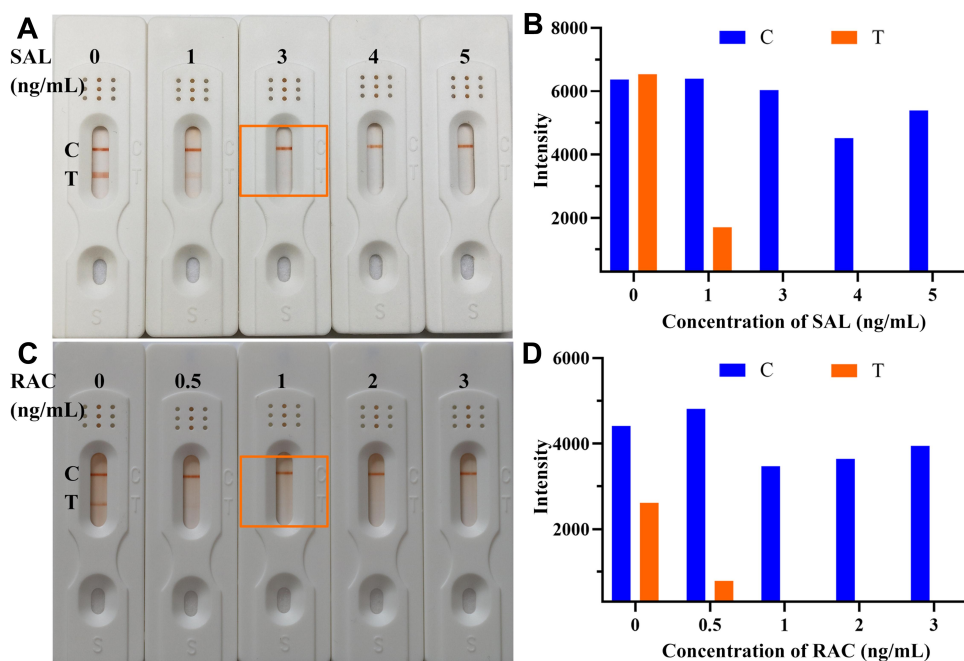 A
SAL 0 1 3 4 5
(ng/mL)
C
T
C C C C
T T T T
S S S S S
B
8000
6000
4000
2000
Intensity
C T
0 1 3 4 5
Concentration of SAL (ng/mL)
C
RAC 0 0.5 1 2 3
(ng/mL)
C
T
C C C C
T T T T
S S S S S
D
6000
4000
2000
Intensity
C T
0 0.5 1 2 3
Concentration of RAC (ng/mL)